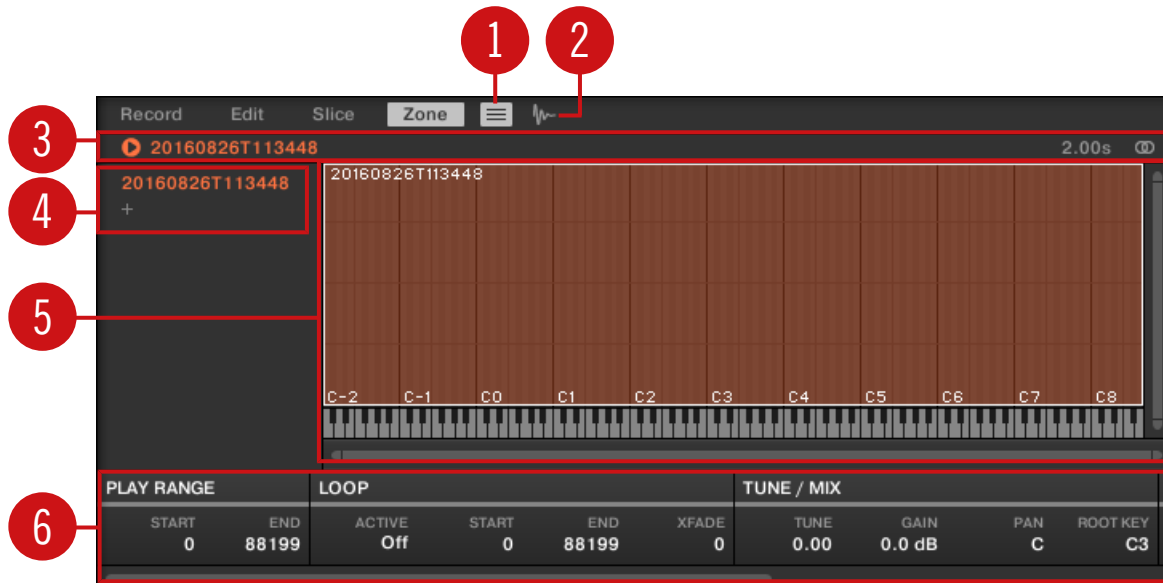 1 2
Record Edit Slice Zone
3
20160826T113448 2.00s
4
20160826T113448
+
20160826T113448
5
C-2 C-1 C0 C1 C2 C3 C4 C5 C6 C7 C8
6
PLAY RANGE LOOP TUNE / MIX
START END ACTIVE START END XFADE TUNE GAIN PAN ROOT KEY
0 88199 Off 0 88199 0 0.00 0.0 dB C C3